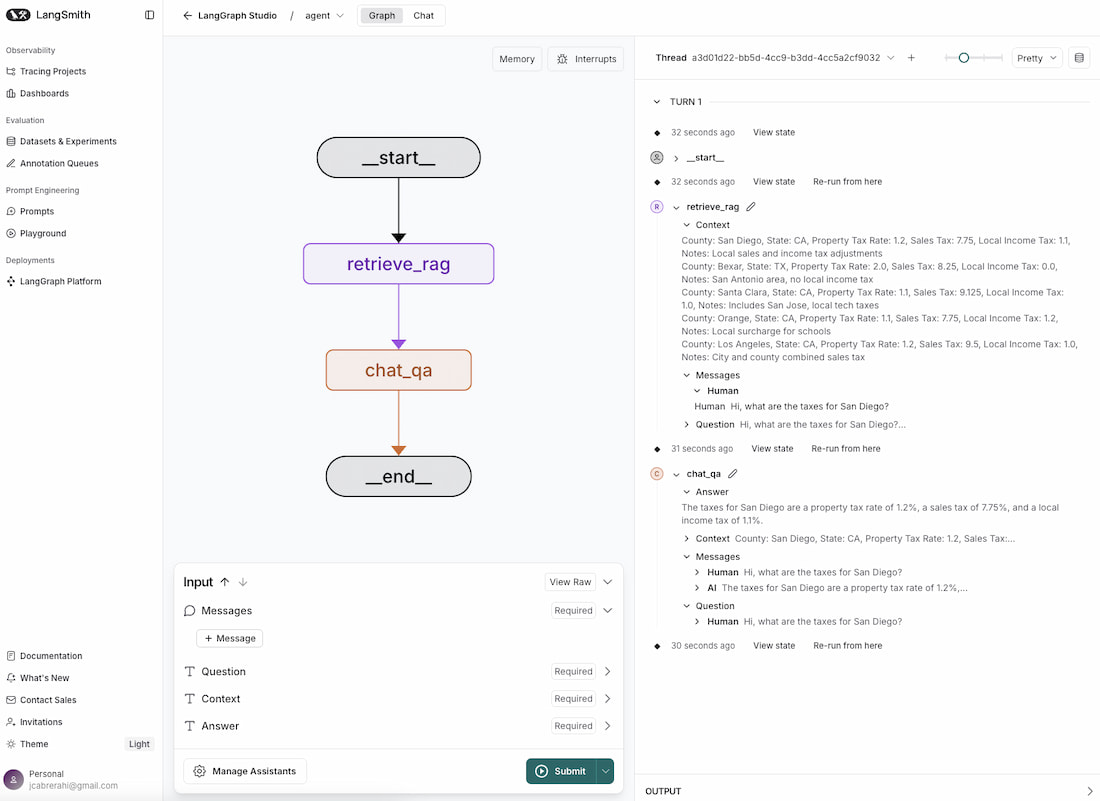 LangSmith
Observability
Tracing Projects
Dashboards
Evaluation
Datasets & Experiments
Annotation Queues
Prompt Engineering
Prompts
Playground
Deployments
LangGraph Platform
Documentation
What's New
Contact Sales
Invitations
Theme Light
Personal
jcabrerahi@gmail.com
LangGraph Studio / agent Graph Chat
Memory Interrupts
__start__
retrieve_rag
chat_qa
__end__
Input View Raw
Messages Required
+ Message
Question Required
Context Required
Answer Required
Manage Assistants Submit
Thread a3d01d22-bb5d-4cc9-b3dd-4cc5a2cf9032 + Pretty
TURN 1
32 seconds ago View state
__start__
32 seconds ago View state Re-run from here
R retrieve_rag
Context
County: San Diego, State: CA, Property Tax Rate: 1.2, Sales Tax: 7.75, Local Income Tax: 1.1,
Notes: Local sales and income tax adjustments
County: Bexar, State: TX, Property Tax Rate: 2.0, Sales Tax: 8.25, Local Income Tax: 0.0,
Notes: San Antonio area, no local income tax
County: Santa Clara, State: CA, Property Tax Rate: 1.1, Sales Tax: 9.125, Local Income Tax:
1.0, Notes: Includes San Jose, local tech taxes
County: Orange, State: CA, Property Tax Rate: 1.1, Sales Tax: 7.75, Local Income Tax: 1.2,
Notes: Local surcharge for schools
County: Los Angeles, State: CA, Property Tax Rate: 1.2, Sales Tax: 9.5, Local Income Tax: 1.0,
Notes: City and county combined sales tax
Messages
Human
Human Hi, what are the taxes for San Diego?
Question Hi, what are the taxes for San Diego?...
31 seconds ago View state Re-run from here
C chat_qa
Answer
The taxes for San Diego are a property tax rate of 1.2%, a sales tax of 7.75%, and a local
income tax of 1.1%.
Context County: San Diego, State: CA, Property Tax Rate: 1.2, Sales Tax:...
Messages
Human Hi, what are the taxes for San Diego?
AI The taxes for San Diego are a property tax rate of 1.2%,...
Question
Human Hi, what are the taxes for San Diego?
30 seconds ago View state Re-run from here
OUTPUT